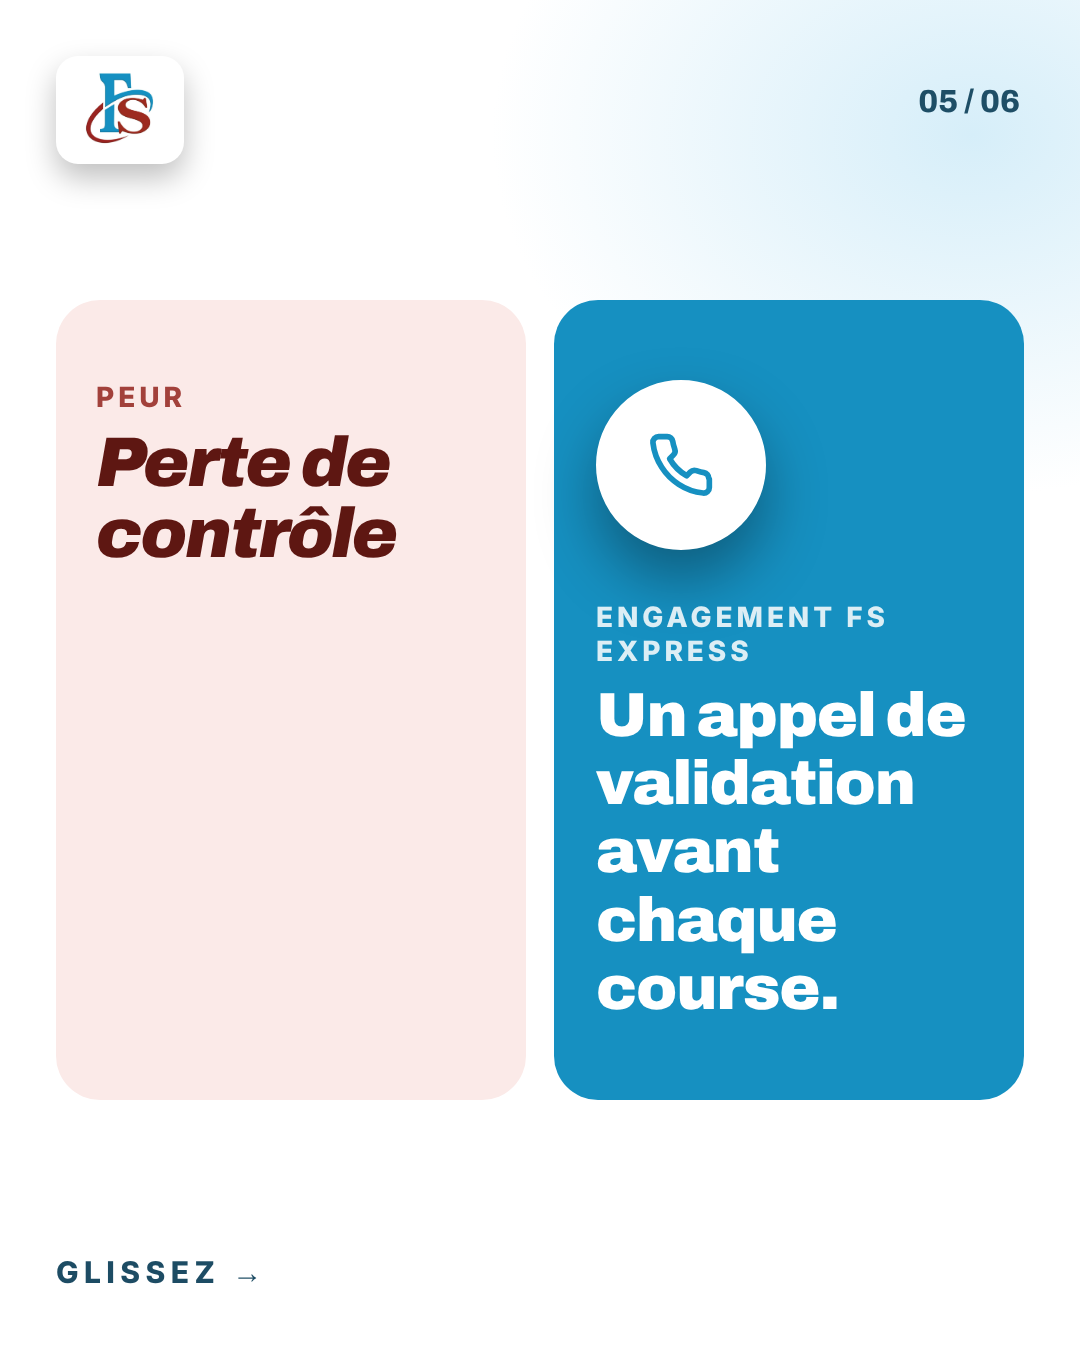 FS
05 / 06
PEUR
Perte de
contrôle
ENGAGEMENT FS
EXPRESS
Un appel de
validation
avant
chaque
course.
GLISSEZ →